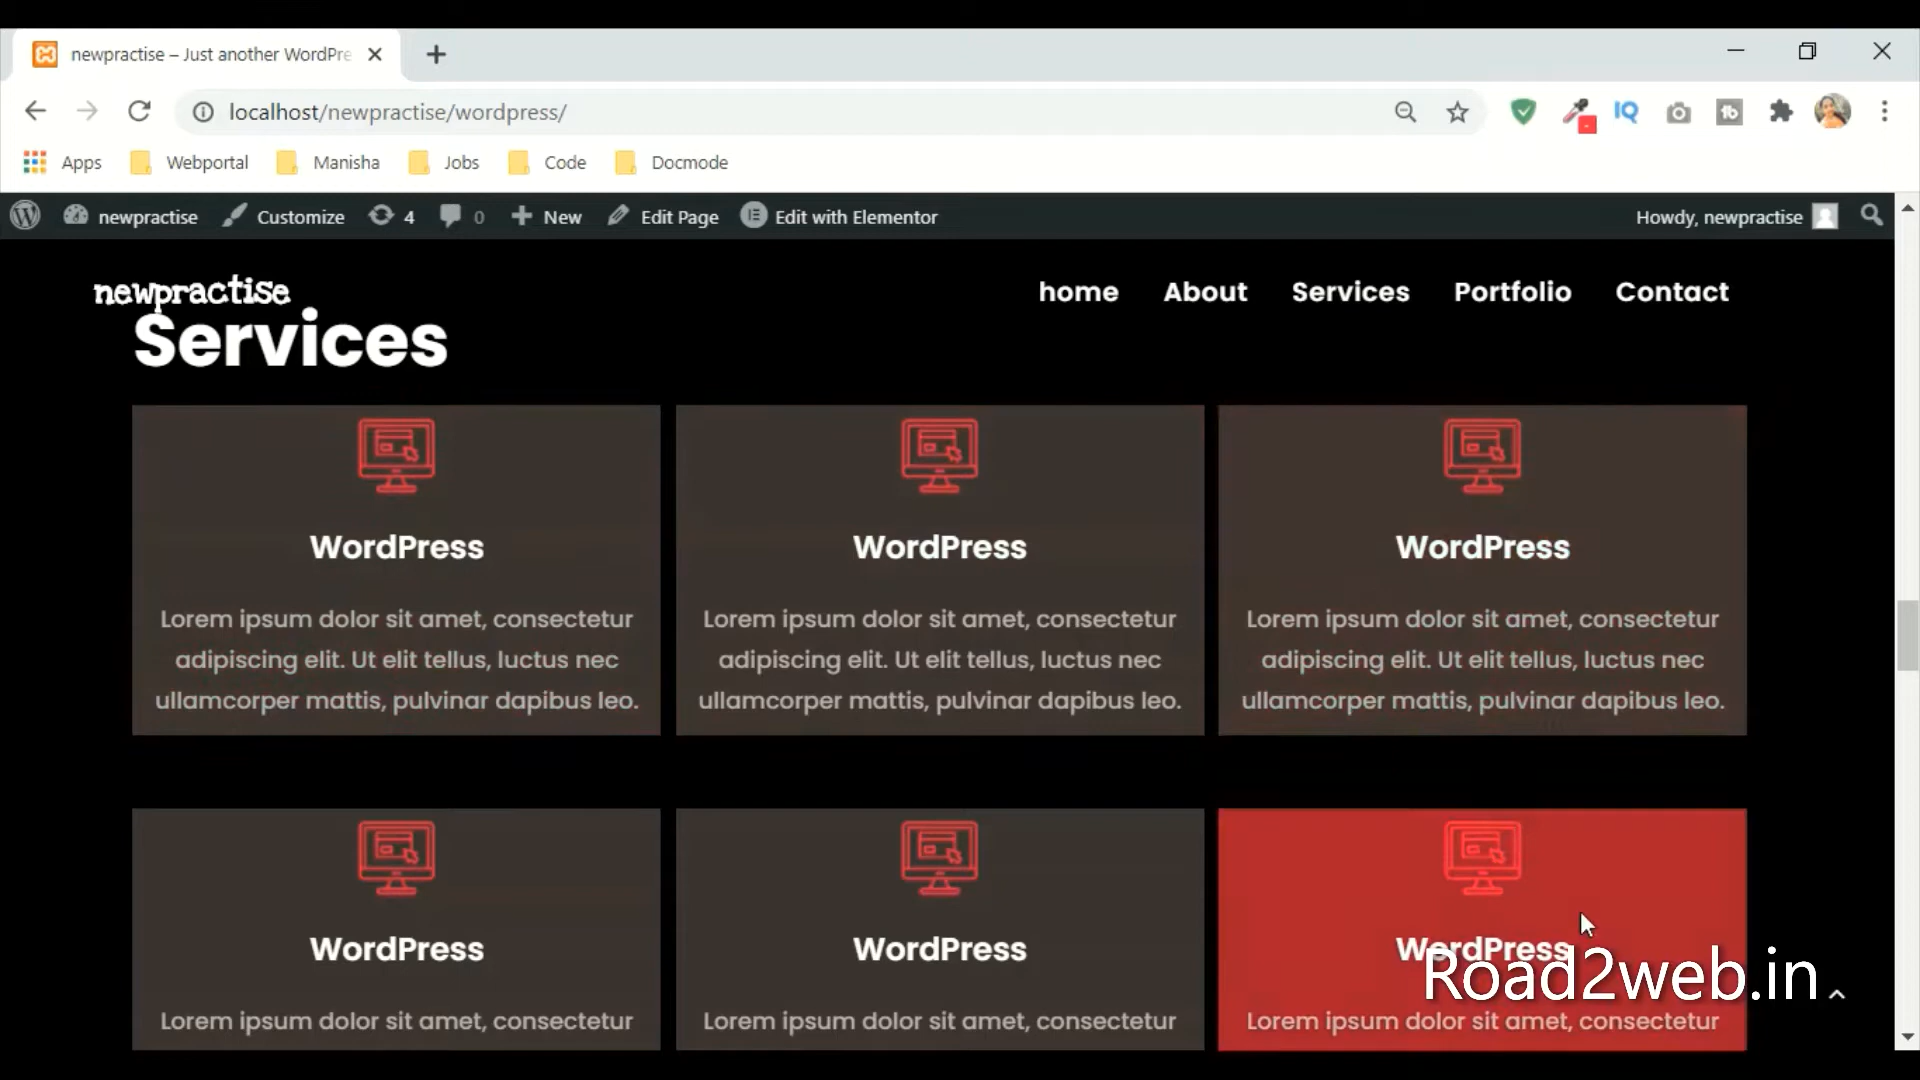 newpractise – Just another WordPre
localhost/newpractise/wordpress/
Apps Webportal Manisha Jobs Code Docmode
newpractise Customize 4 0 New Edit Page Edit with Elementor Howdy, newpractise
newpractise home About Services Portfolio Contact
Services
WordPress WordPress WordPress
Lorem ipsum dolor sit amet, consectetur Lorem ipsum dolor sit amet, consectetur Lorem ipsum dolor sit amet, consectetur
adipiscing elit. Ut elit tellus, luctus nec adipiscing elit. Ut elit tellus, luctus nec adipiscing elit. Ut elit tellus, luctus nec
ullamcorper mattis, pulvinar dapibus leo. ullamcorper mattis, pulvinar dapibus leo. ullamcorper mattis, pulvinar dapibus leo.
WordPress WordPress WordPress
Road2web.in
Lorem ipsum dolor sit amet, consectetur Lorem ipsum dolor sit amet, consectetur Lorem ipsum dolor sit amet, consectetur